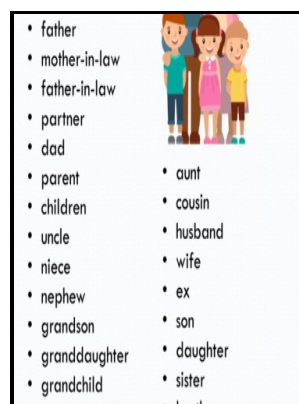 • father
• mother-in-law
• father-in-law
• partner
• dad
• parent
• children
• uncle
• niece
• nephew
• grandson
• granddaughter
• grandchild
• aunt
• cousin
• husband
• wife
• ex
• son
• daughter
• sister